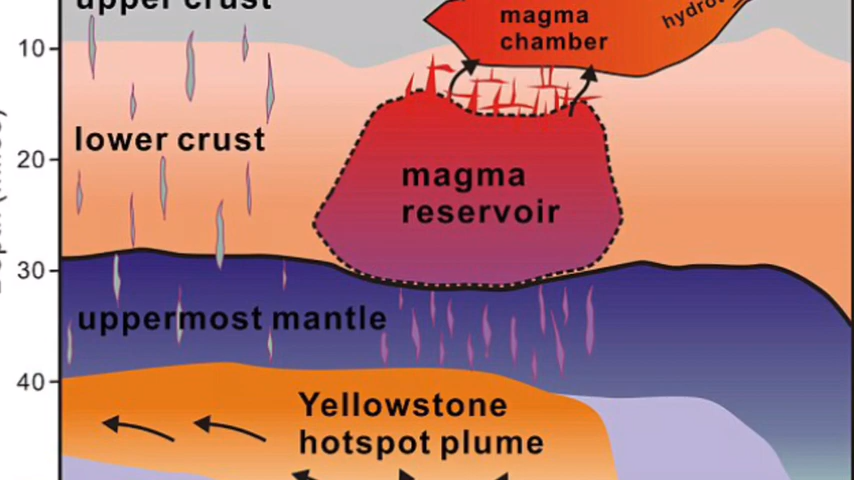 upper crust
magma
chamber
10
lower crust
20
magma
reservoir
30
uppermost mantle
40
Yellowstone
hotspot plume